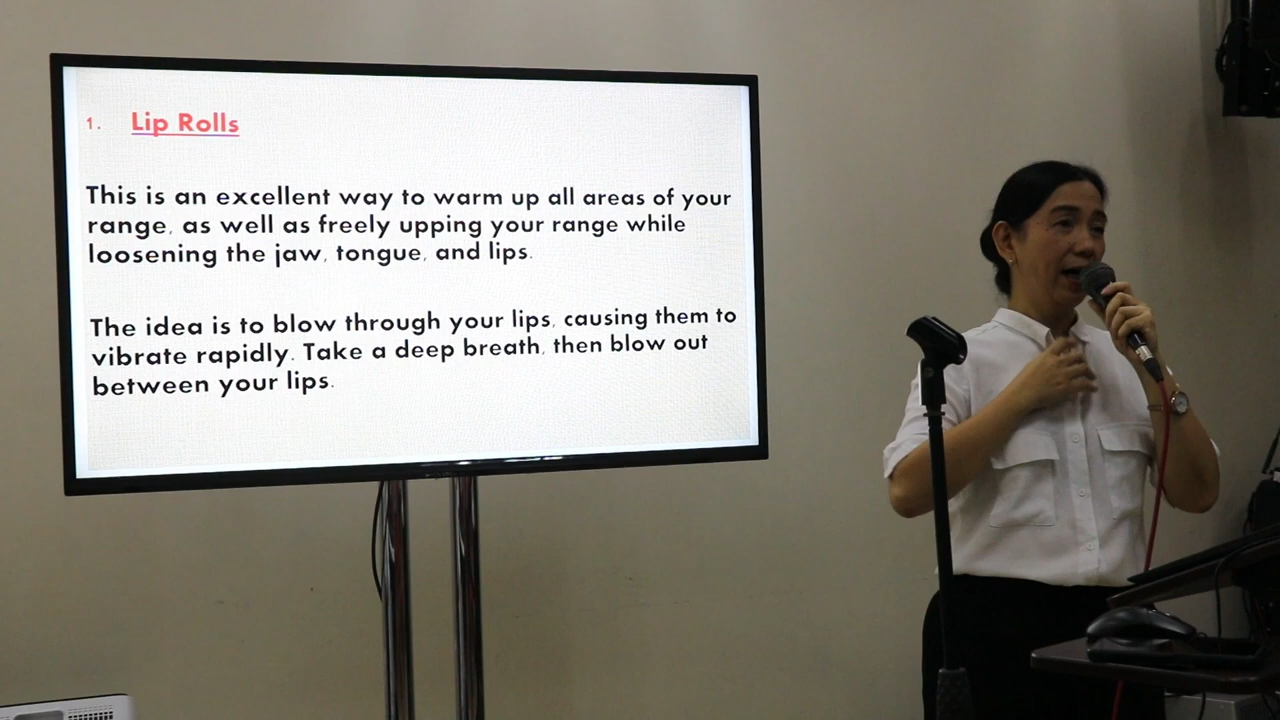 1. Lip Rolls
This is an excellent way to warm up all areas of your
range, as well as freely upping your range while
loosening the jaw, tongue, and lips.
The idea is to blow through your lips, causing them to
vibrate rapidly. Take a deep breath, then blow out
between your lips.